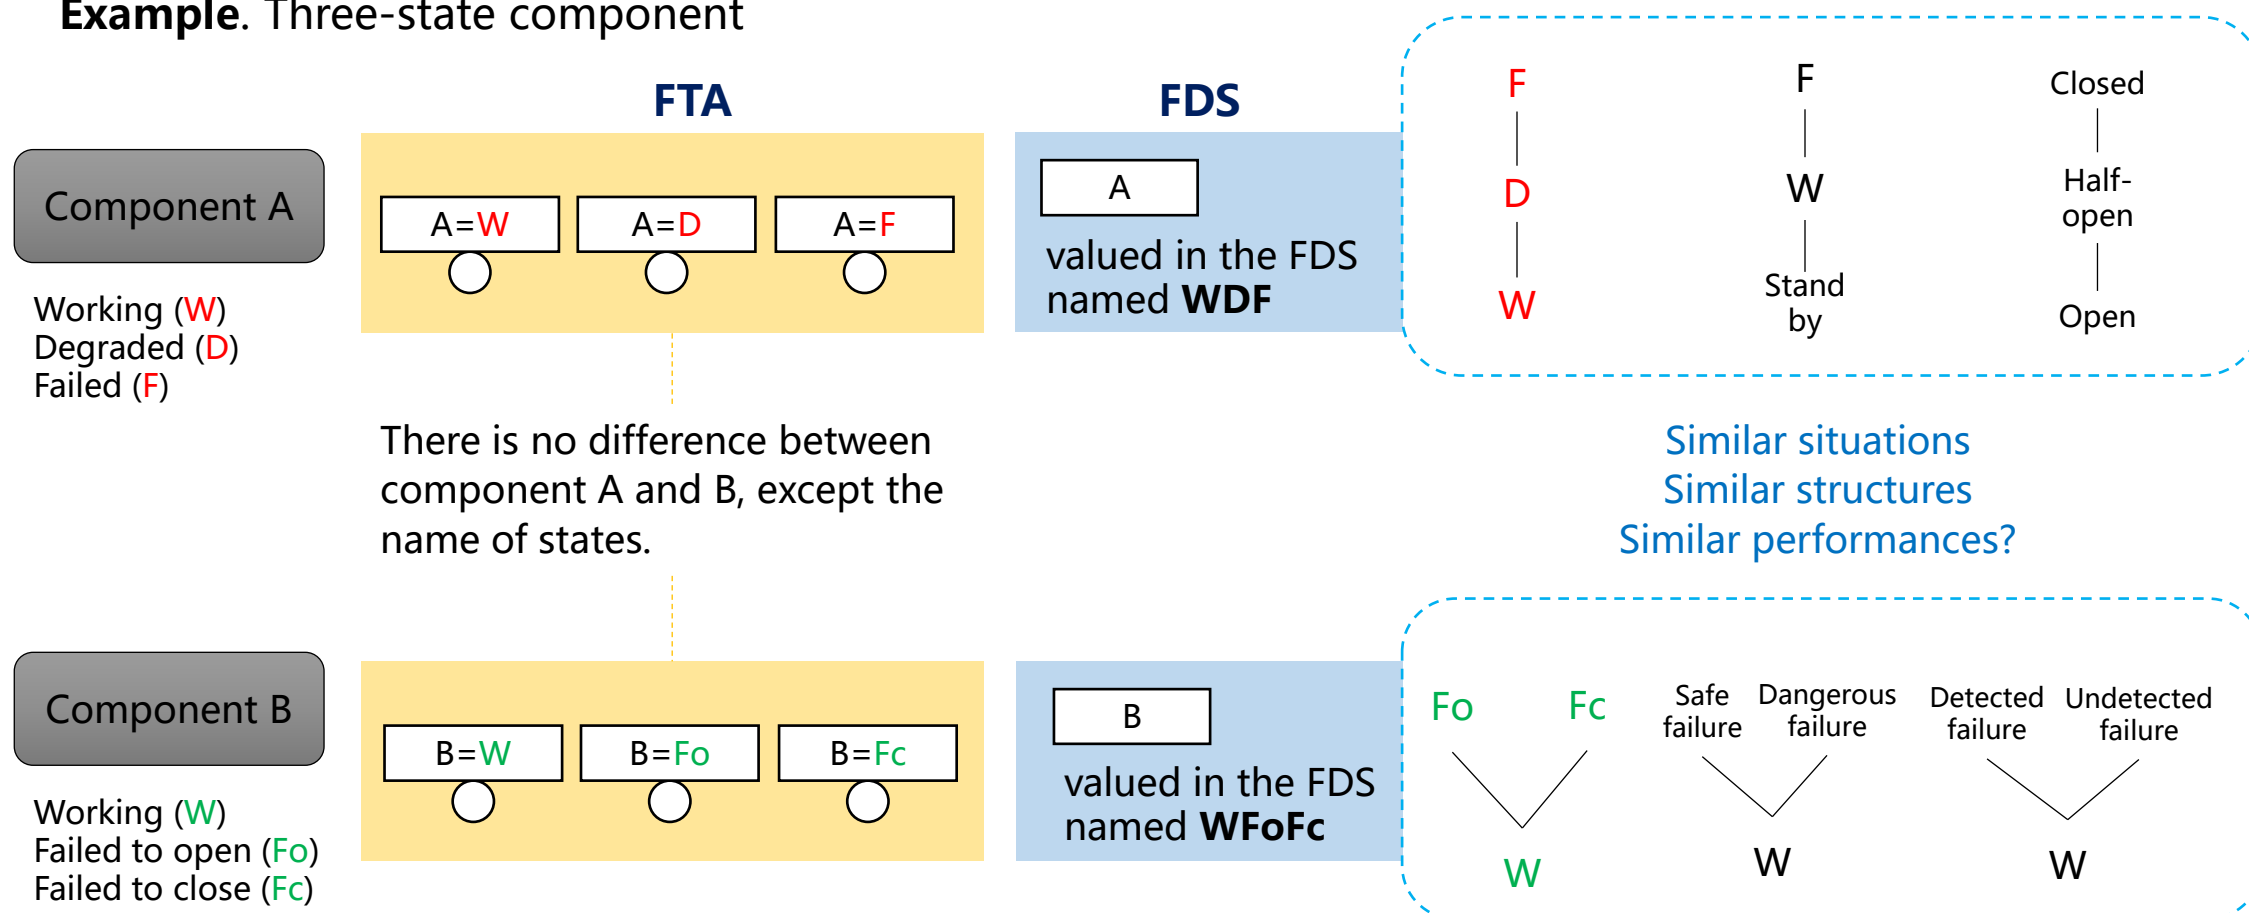 Example. Three-state component
FTA
FDS
Component A
Working (W)
Degraded (D)
Failed (F)
A=W
A=D
A=F
A
valued in the FDS
named WDF
F
D
W
F
W
Stand
by
Closed
Half-
open
Open
There is no difference between
component A and B, except the
name of states.
Similar situations
Similar structures
Similar performances?
Component B
Working (W)
Failed to open (Fo)
Failed to close (Fc)
B=W
B=Fo
B=Fc
B
valued in the FDS
named WFoFc
Fo
Fc
W
Safe
failure
Dangerous
failure
W
Detected
failure
Undetected
failure
W